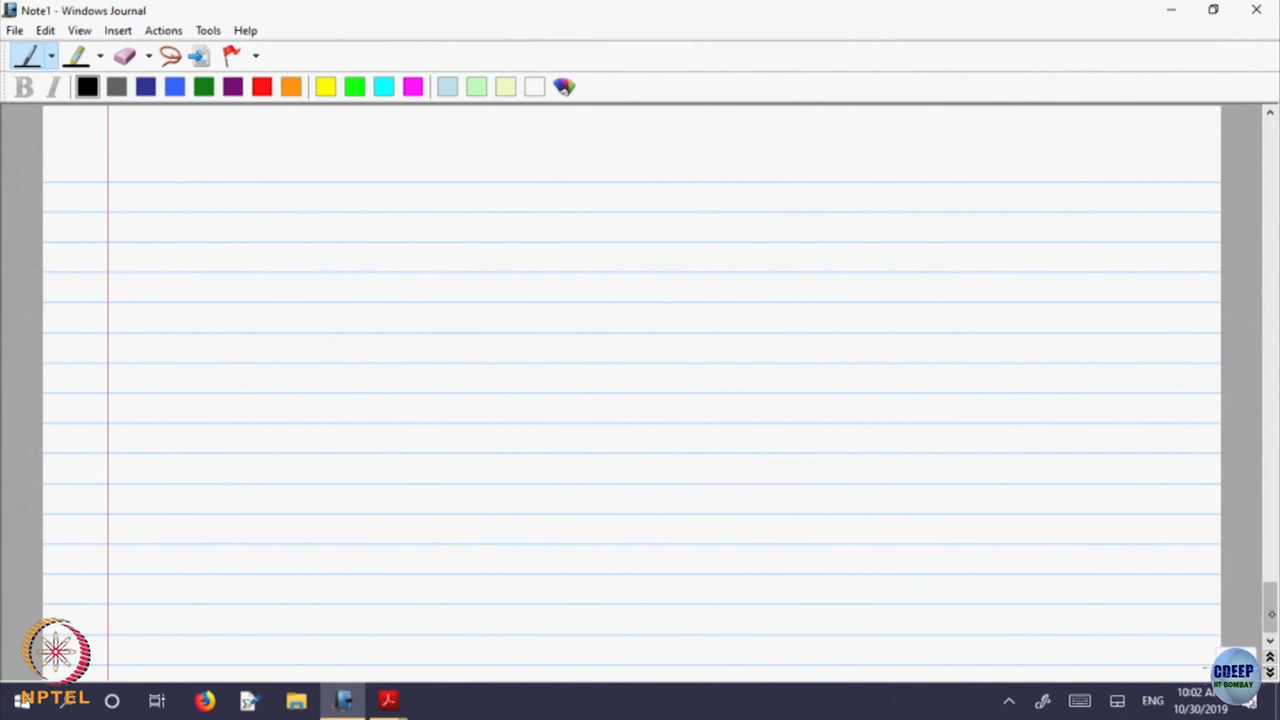 Note1 - Windows Journal
File Edit View Insert Actions Tools Help
B I
NPTEL
CDEEP
IIT BOMBAY
ENG
10:02
10/30/2019